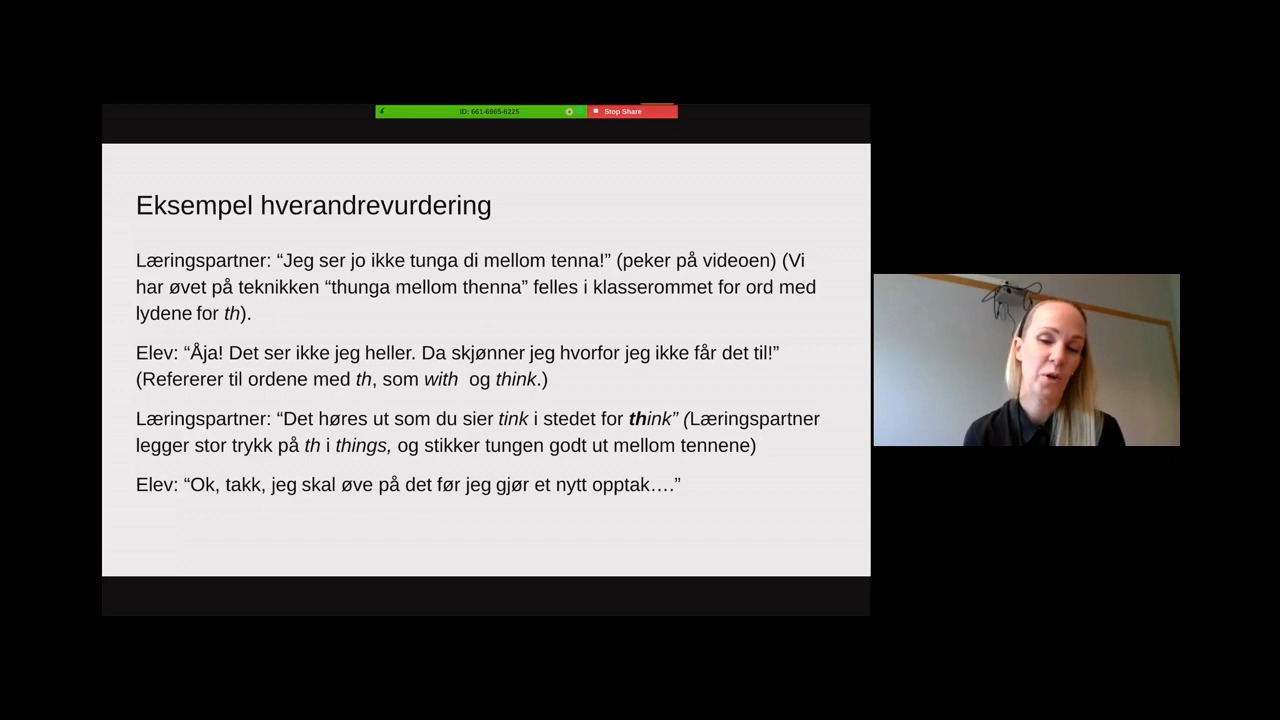 ID: 661-6965-6225
Stop Share
Eksempel hverandrevurdering
Læringspartner: “Jeg ser jo ikke tunga di mellom tenna!” (peker på videoen) (Vi
har øvet på teknikken “thunga mellom thenna” felles i klasserommet for ord med
lydene for th).
Elev: “Åja! Det ser ikke jeg heller. Da skjønner jeg hvorfor jeg ikke får det til!”
(Refererer til ordene med th, som with og think.)
Læringspartner: “Det høres ut som du sier tink i stedet for think” (Læringspartner
legger stor trykk på th i things, og stikker tungen godt ut mellom tennene)
Elev: “Ok, takk, jeg skal øve på det før jeg gjør et nytt opptak….”